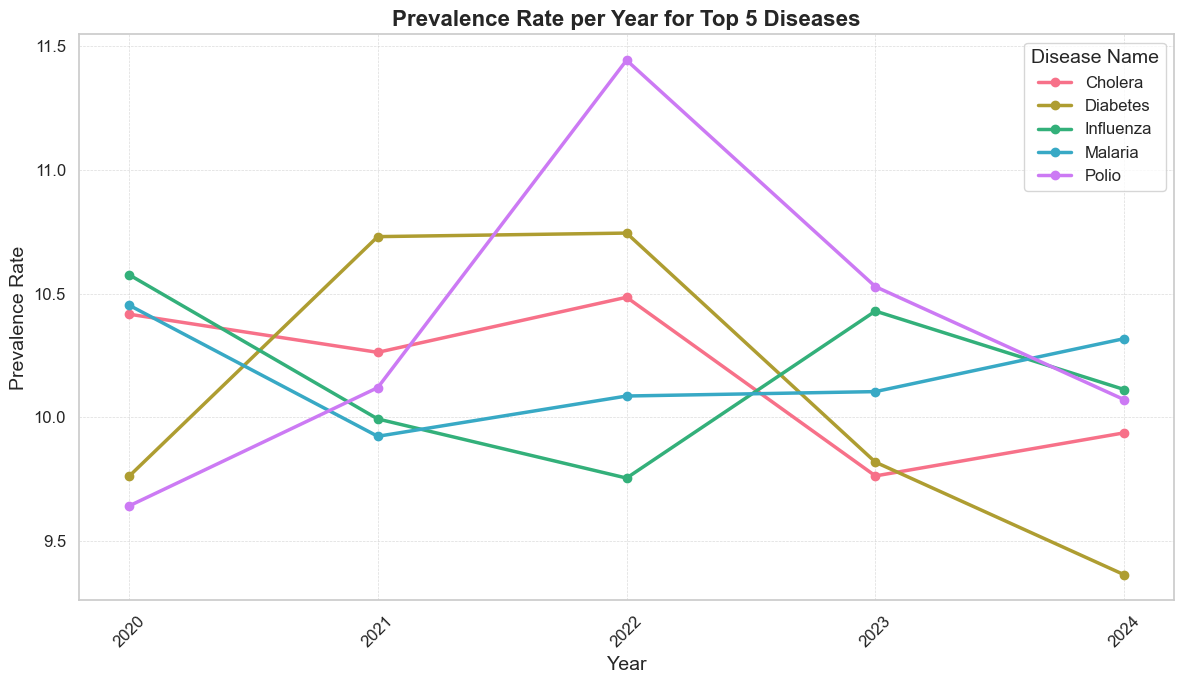 Prevalence Rate per Year for Top 5 Diseases
Disease Name
Cholera
Diabetes
Influenza
Malaria
Polio
Prevalence Rate
11.5
11.0
10.5
10.0
9.5
2020
2021
2022
2023
2024
Year